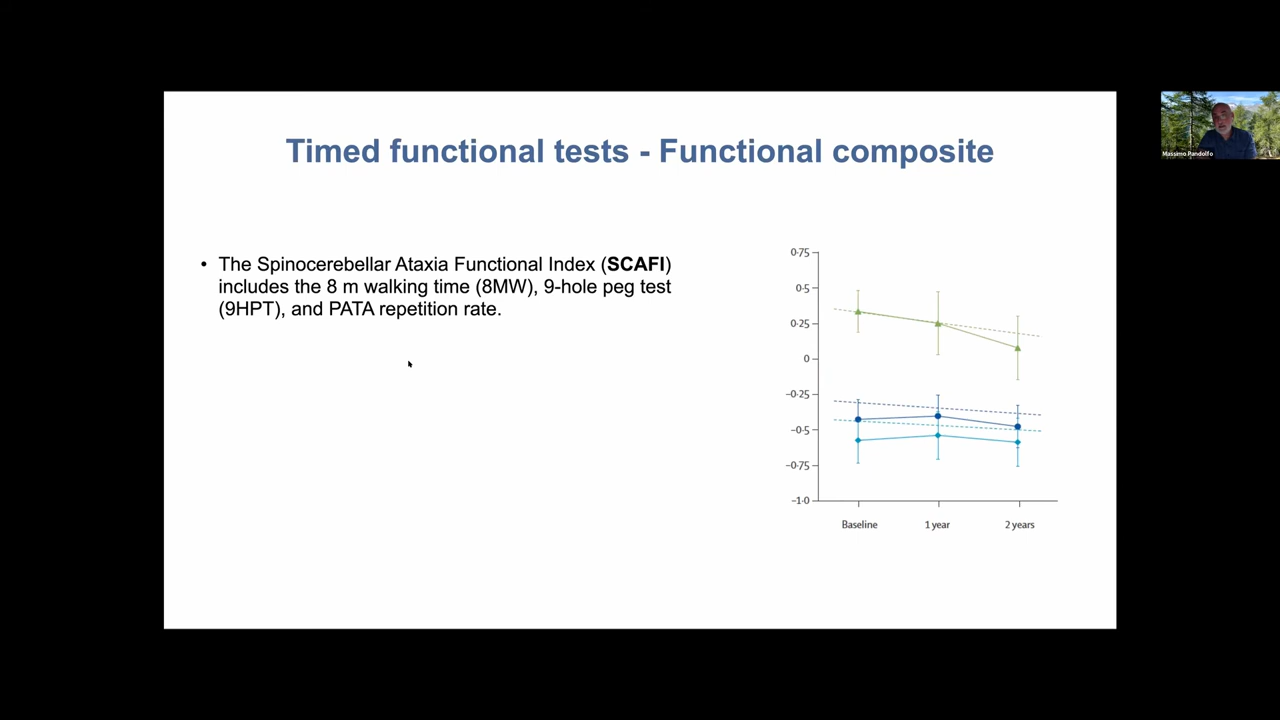 Timed functional tests - Functional composite
• The Spinocerebellar Ataxia Functional Index (SCAFI)
includes the 8 m walking time (8MW), 9-hole peg test
(9HPT), and PATA repetition rate.
0·75
0·5
0·25
0
−0·25
−0·5
−0·75
−1·0
Baseline
1 year
2 years
Massimo Pandolfo